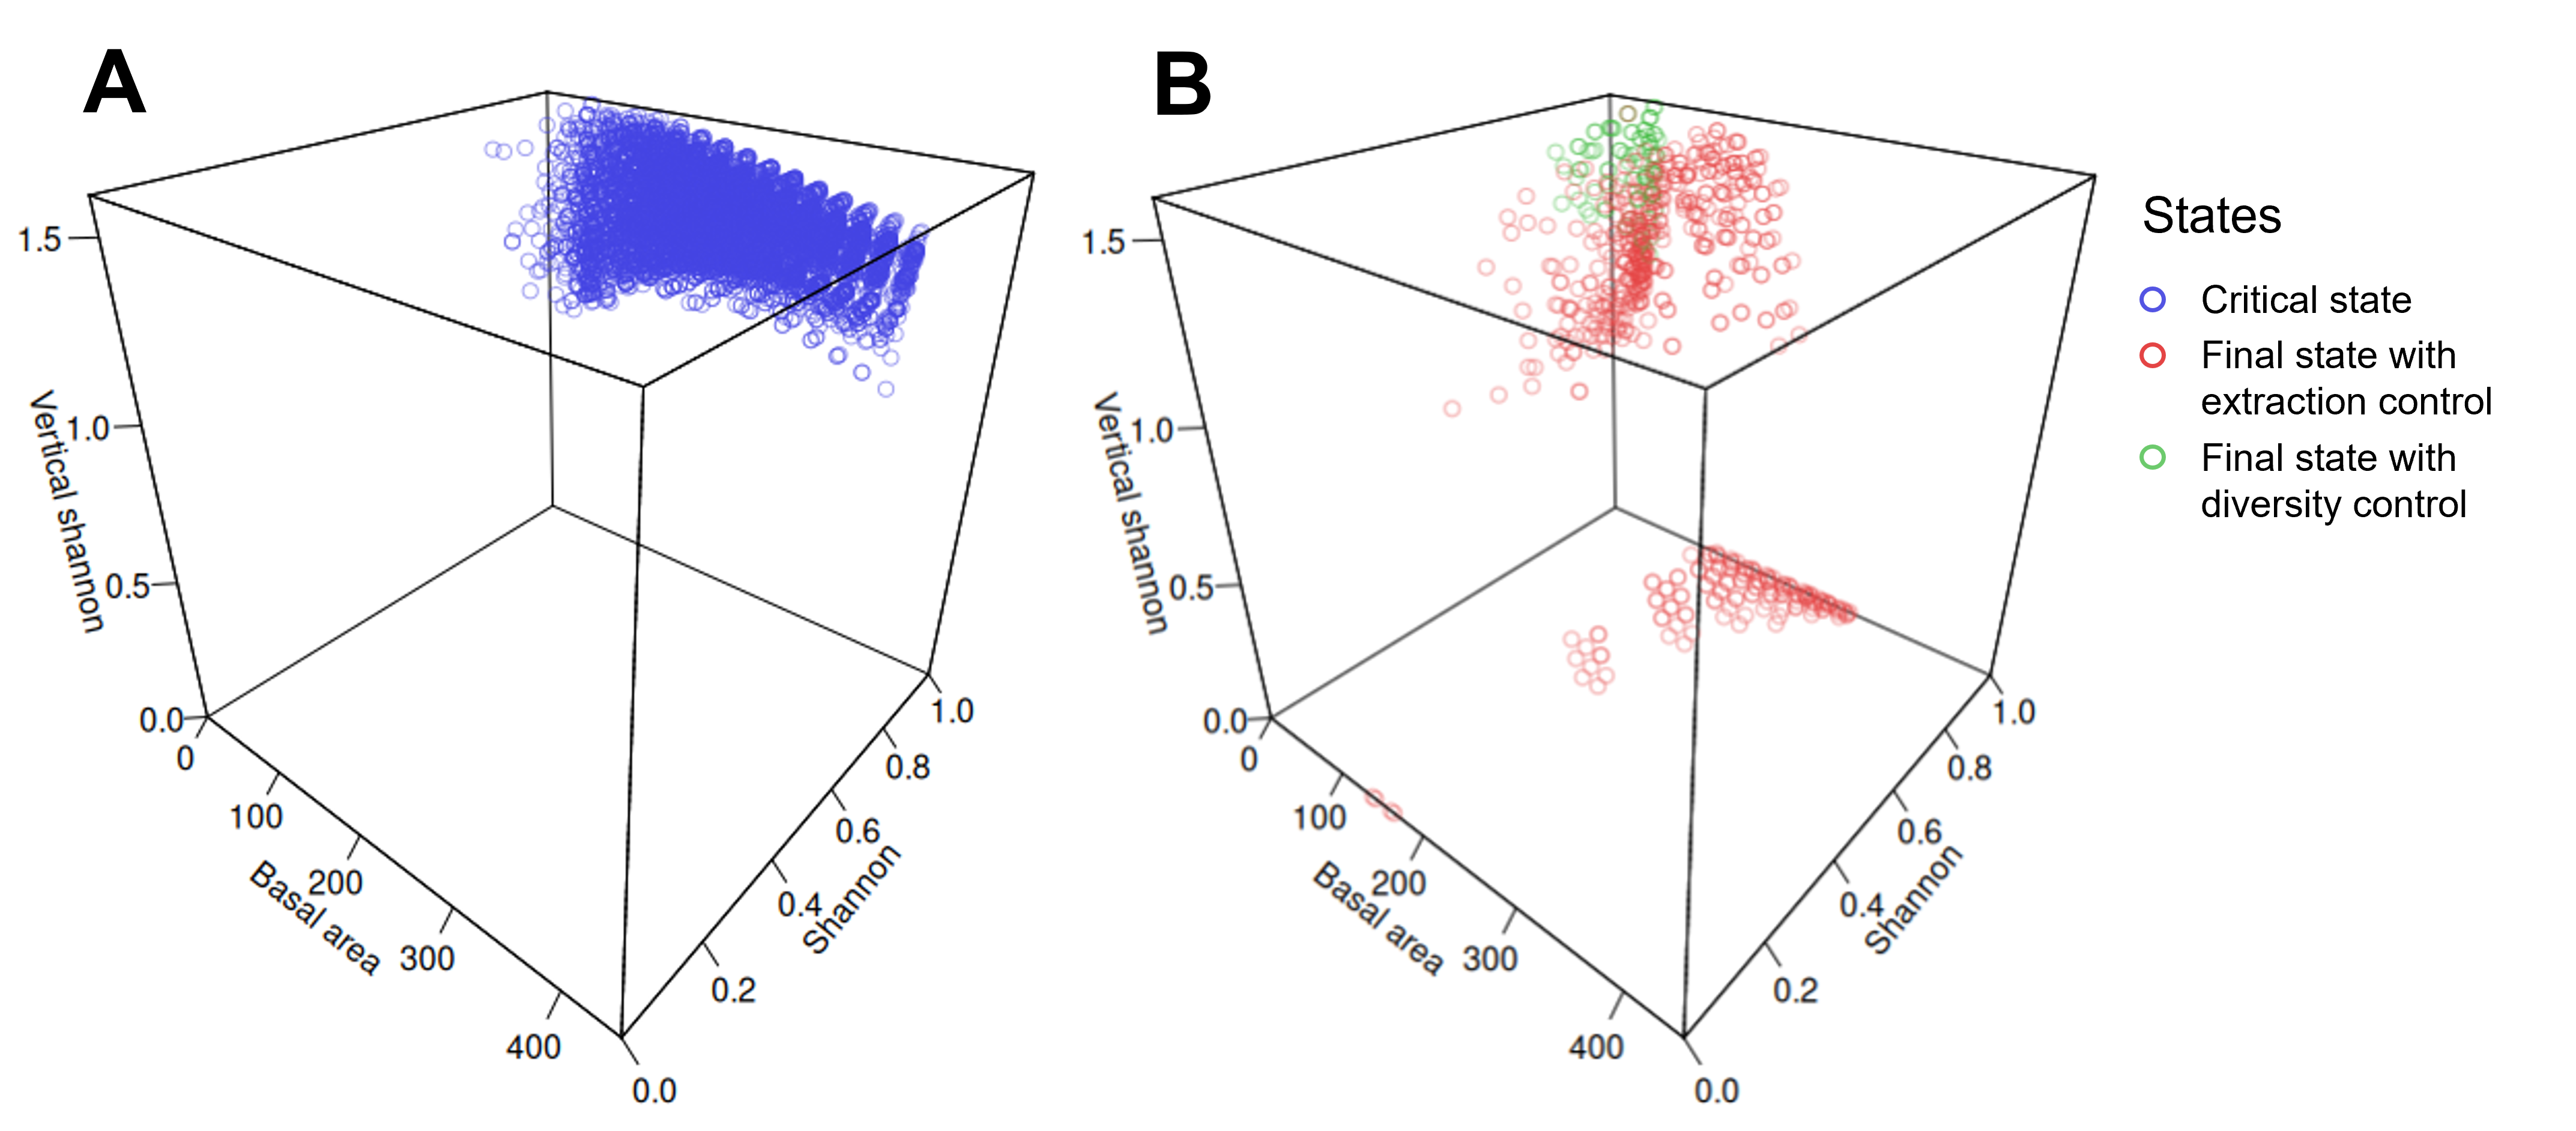 A
1.5
1.0
0.5
0.0
Vertical shannon
0
100
200
300
400
Basal area
0.0
0.2
0.4
0.6
0.8
1.0
Shannon
B
1.5
1.0
0.5
0.0
Vertical shannon
0
100
200
300
400
Basal area
0.0
0.2
0.4
0.6
0.8
1.0
Shannon
States
Critical state
Final state with
extraction control
Final state with
diversity control